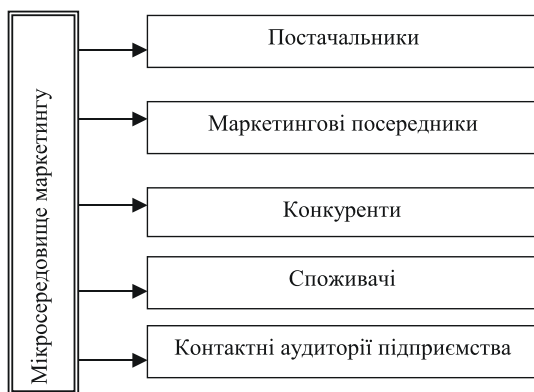 Мікросередовище маркетингу
Постачальники
Маркетингові посередники
Конкуренти
Споживачі
Контактні аудиторії підприємства